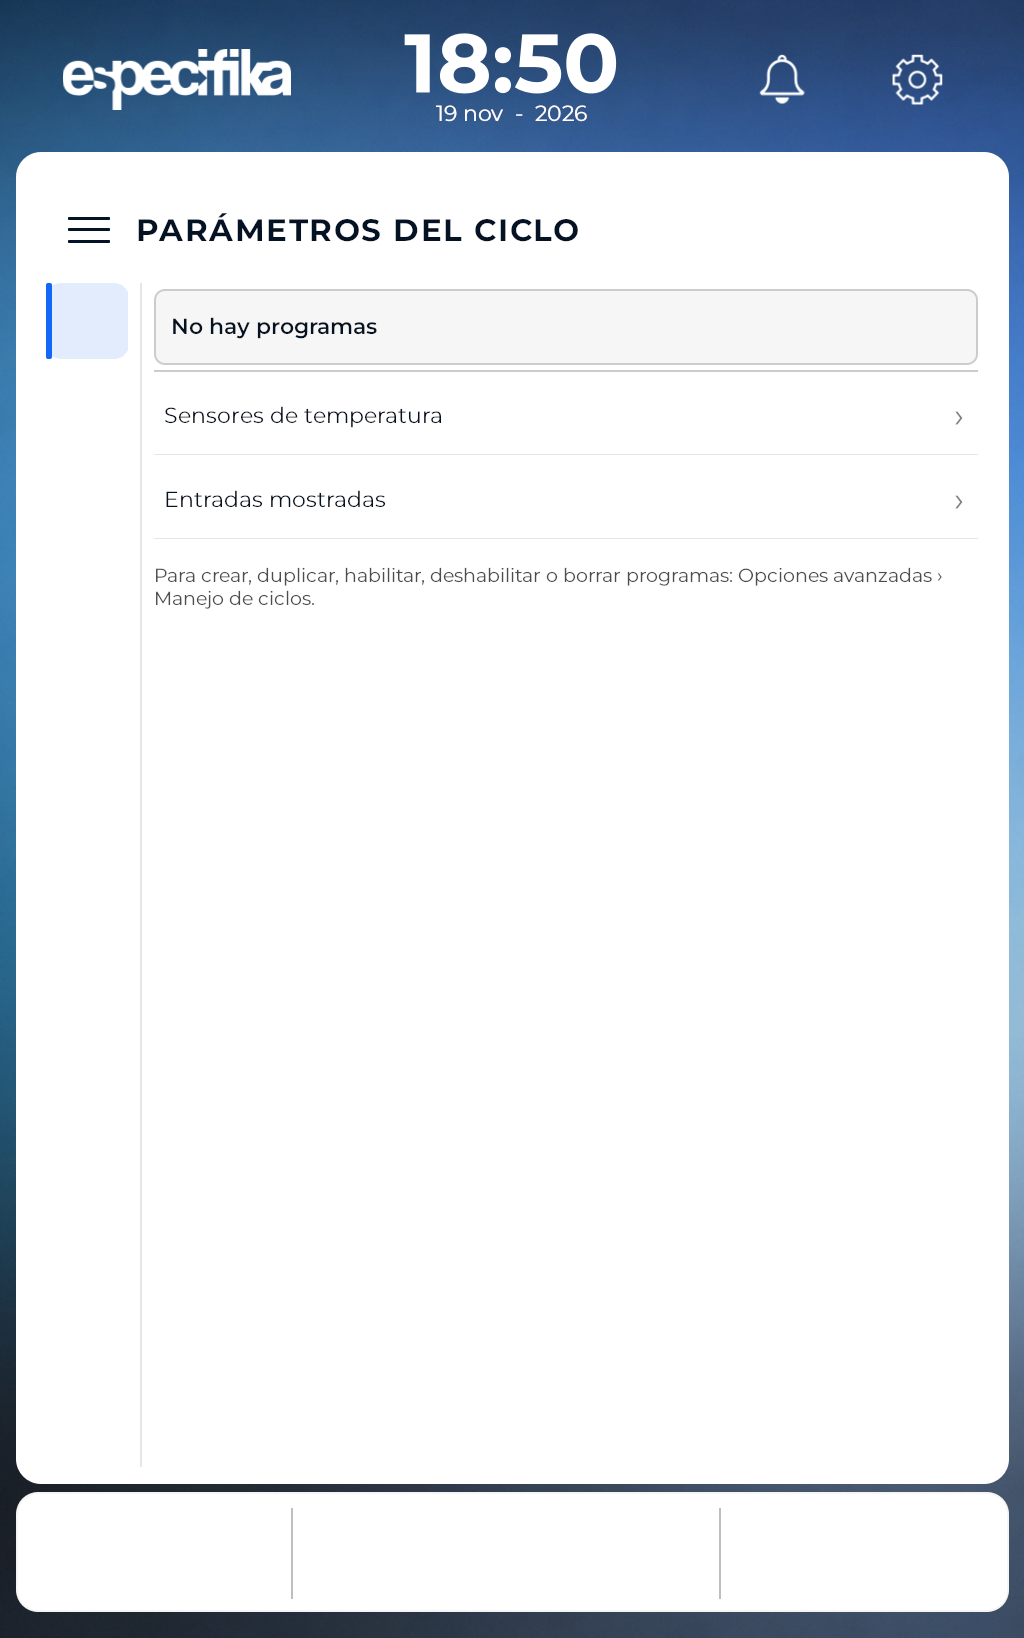 especifika
18:50
19 nov - 2026
PARÁMETROS DEL CICLO
No hay programas
Sensores de temperatura
Entradas mostradas
Para crear, duplicar, habilitar, deshabilitar o borrar programas: Opciones avanzadas ›
Manejo de ciclos.